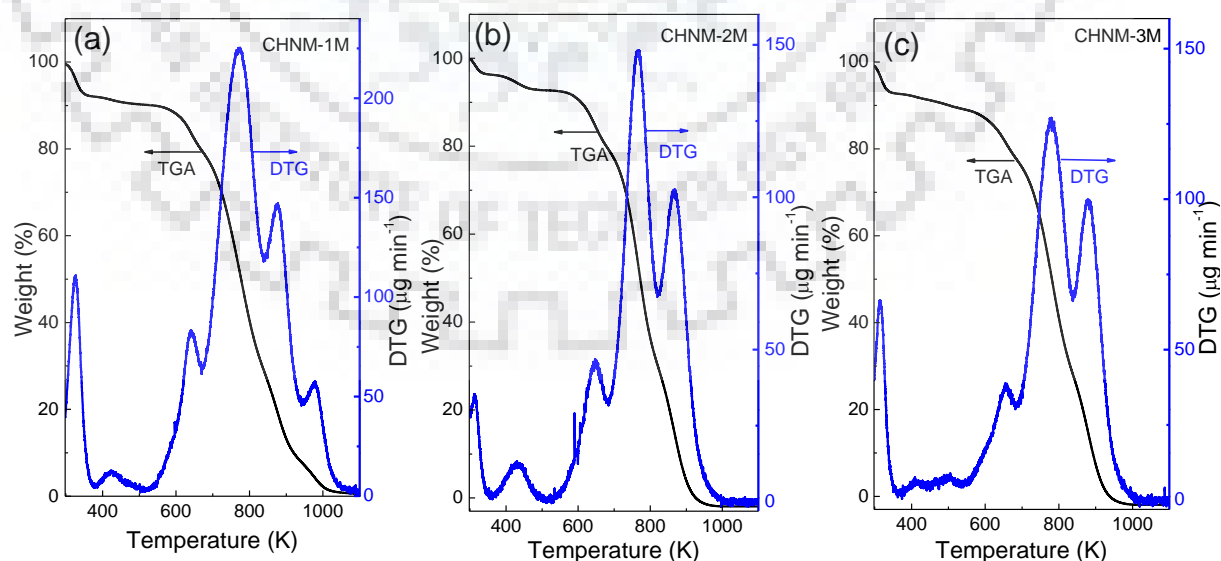 (a)
CHNM-1M
TGA
DTG
Weight (%)
100
80
60
40
20
0
400
600
800
1000
Temperature (K)
DTG (µg min⁻¹)
0
50
100
150
200
(b)
CHNM-2M
TGA
DTG
Weight (%)
100
80
60
40
20
0
400
600
800
1000
Temperature (K)
DTG (µg min⁻¹)
0
50
100
150
(c)
CHNM-3M
TGA
DTG
Weight (%)
100
80
60
40
20
0
400
600
800
1000
Temperature (K)
DTG (µg min⁻¹)
0
50
100
150